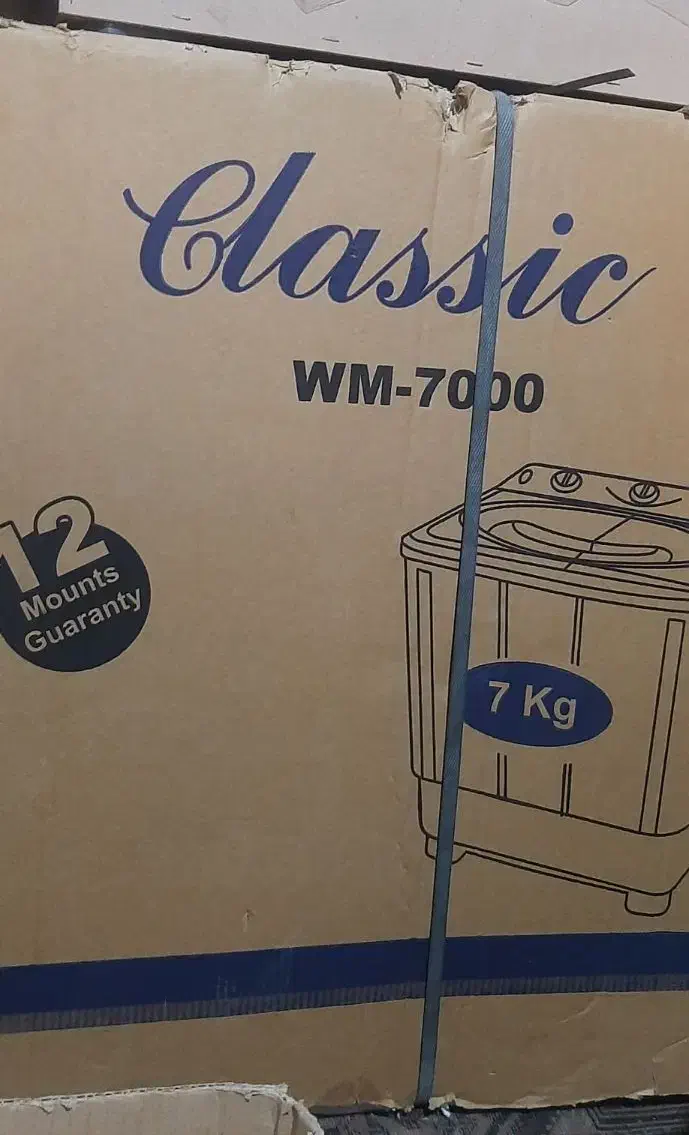 Classic
WM-7000
12
Mounts
Guaranty
7 Kg